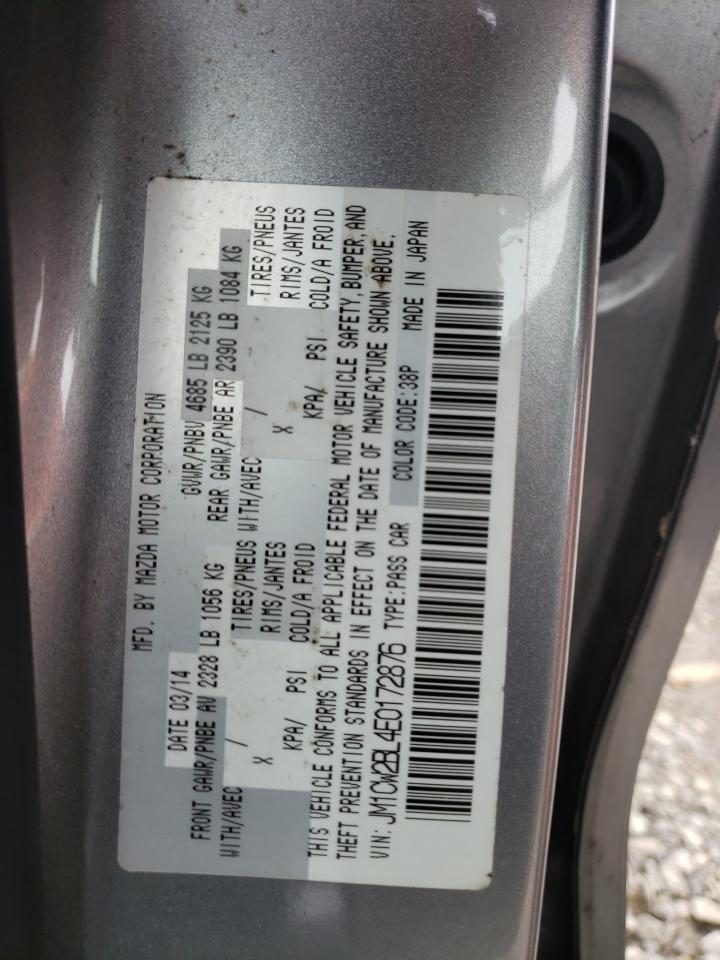 MFD. BY MAZDA MOTOR CORPORATION
DATE 03/14 GVWR/PNBV 4685 LB 2125 KG
FRONT GAWR/PNBE AV 2328 LB 1056 KG REAR GAWR/PNBE AR 2390 LB 1084 KG
WITH/AVEC / TIRES/PNEUS WITH/AVEC / TIRES/PNEUS
X RIMS/JANTES X RIMS/JANTES
KPA/ PSI COLD/A FROID KPA/ PSI COLD/A FROID
THIS VEHICLE CONFORMS TO ALL APPLICABLE FEDERAL MOTOR VEHICLE SAFETY, BUMPER, AND
THEFT PREVENTION STANDARDS IN EFFECT ON THE DATE OF MANUFACTURE SHOWN ABOVE.
VIN: JM1CW2BL4E0172876 TYPE:PASS CAR COLOR CODE:38P MADE IN JAPAN